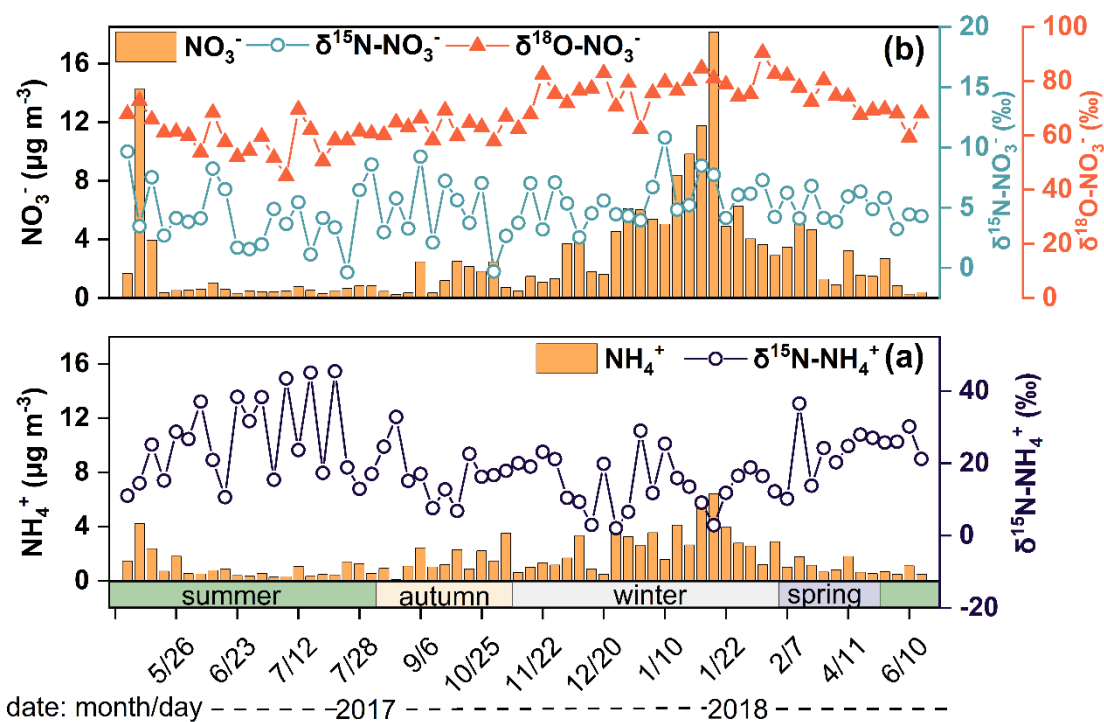 NO₃⁻ δ¹⁵N-NO₃⁻ δ¹⁸O-NO₃⁻ (b)
NO₃⁻ (µg m⁻³)
16
12
8
4
0
20
15
10
5
0
δ¹⁵N-NO₃⁻ (‰)
100
80
60
40
20
0
δ¹⁸O-NO₃⁻ (‰)
NH₄⁺ δ¹⁵N-NH₄⁺ (a)
NH₄⁺ (µg m⁻³)
16
12
8
4
0
40
20
0
-20
δ¹⁵N-NH₄⁺ (‰)
summer autumn winter spring
5/26 6/23 7/12 7/28 9/6 10/25 11/22 12/20 1/10 1/22 2/7 4/11 6/10
date: month/day 2017 2018